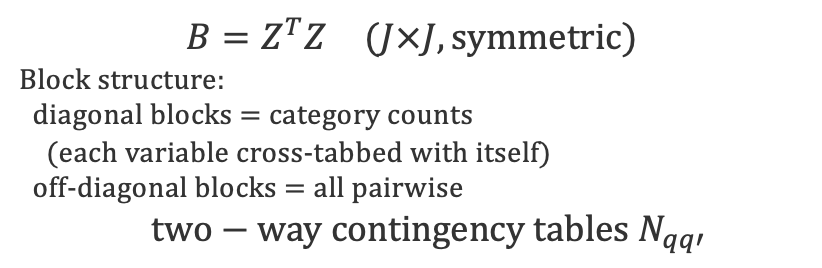 B = ZᵀZ (J×J, symmetric)
Block structure:
diagonal blocks = category counts
(each variable cross-tabbed with itself)
off-diagonal blocks = all pairwise
two − way contingency tables N_qq′